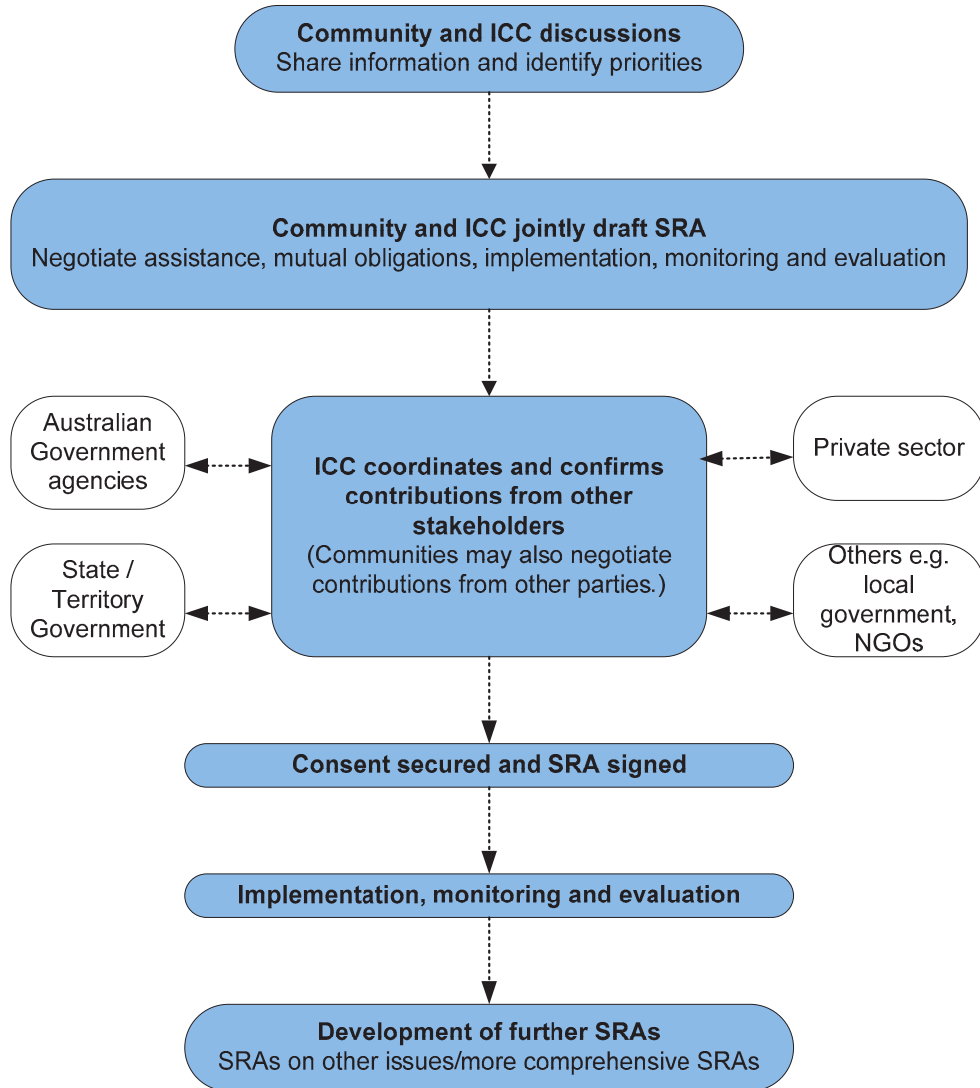 Community and ICC discussions
Share information and identify priorities
Community and ICC jointly draft SRA
Negotiate assistance, mutual obligations, implementation, monitoring and evaluation
Australian
Government
agencies
ICC coordinates and confirms
contributions from other
stakeholders
(Communities may also negotiate
contributions from other parties.)
Private sector
State /
Territory
Government
Others e.g.
local
government,
NGOs
Consent secured and SRA signed
Implementation, monitoring and evaluation
Development of further SRAs
SRAs on other issues/more comprehensive SRAs